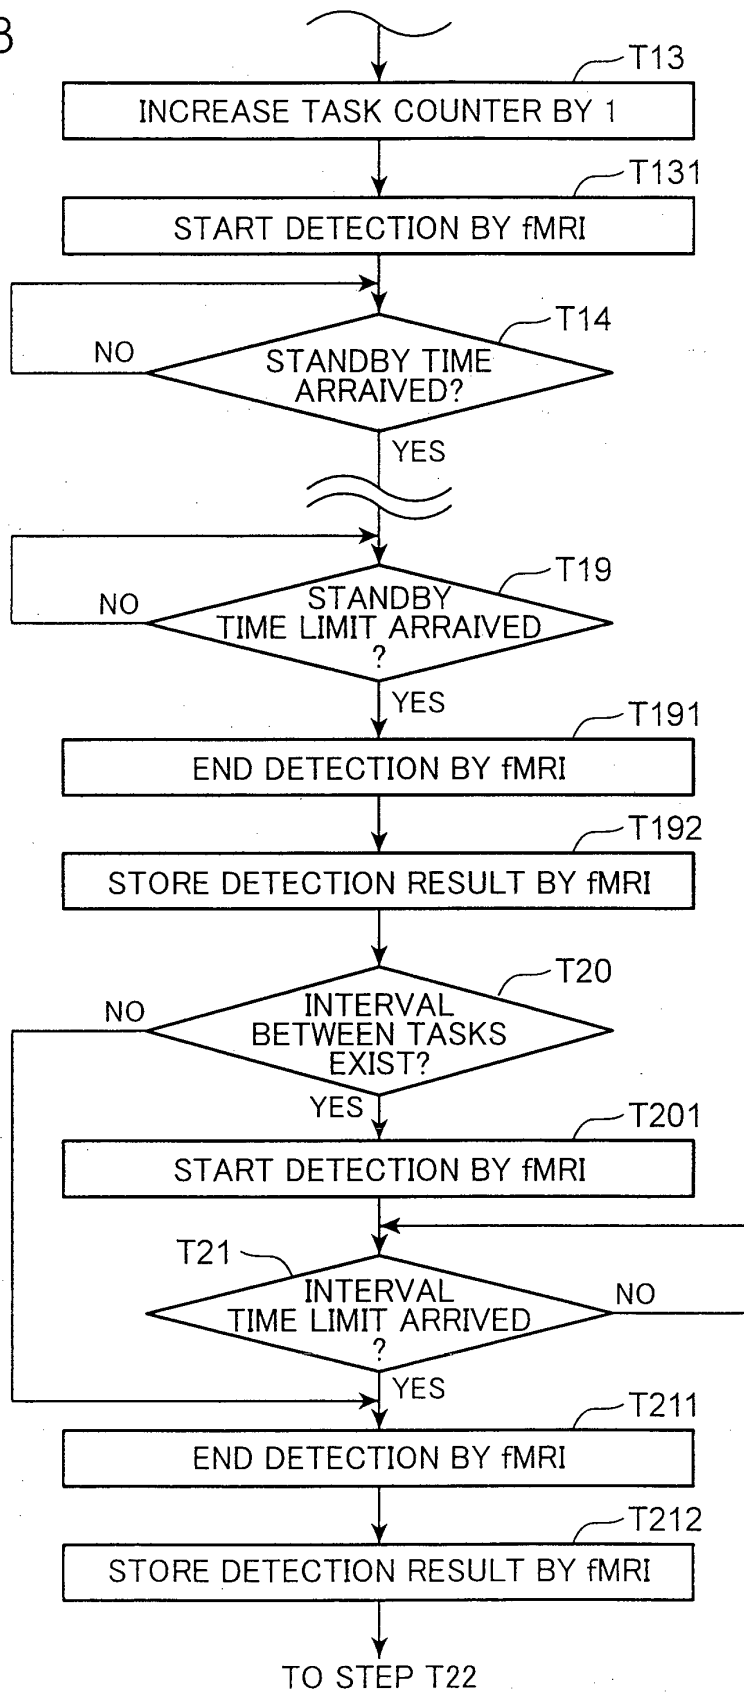 B
T13
INCREASE TASK COUNTER BY 1
T131
START DETECTION BY fMRI
T14
NO
STANDBY TIME
ARRAIVED?
YES
T19
NO
STANDBY
TIME LIMIT ARRAIVED
?
YES
T191
END DETECTION BY fMRI
T192
STORE DETECTION RESULT BY fMRI
T20
NO
INTERVAL
BETWEEN TASKS
EXIST?
YES
T201
START DETECTION BY fMRI
T21
INTERVAL
TIME LIMIT ARRIVED
?
NO
YES
T211
END DETECTION BY fMRI
T212
STORE DETECTION RESULT BY fMRI
TO STEP T22